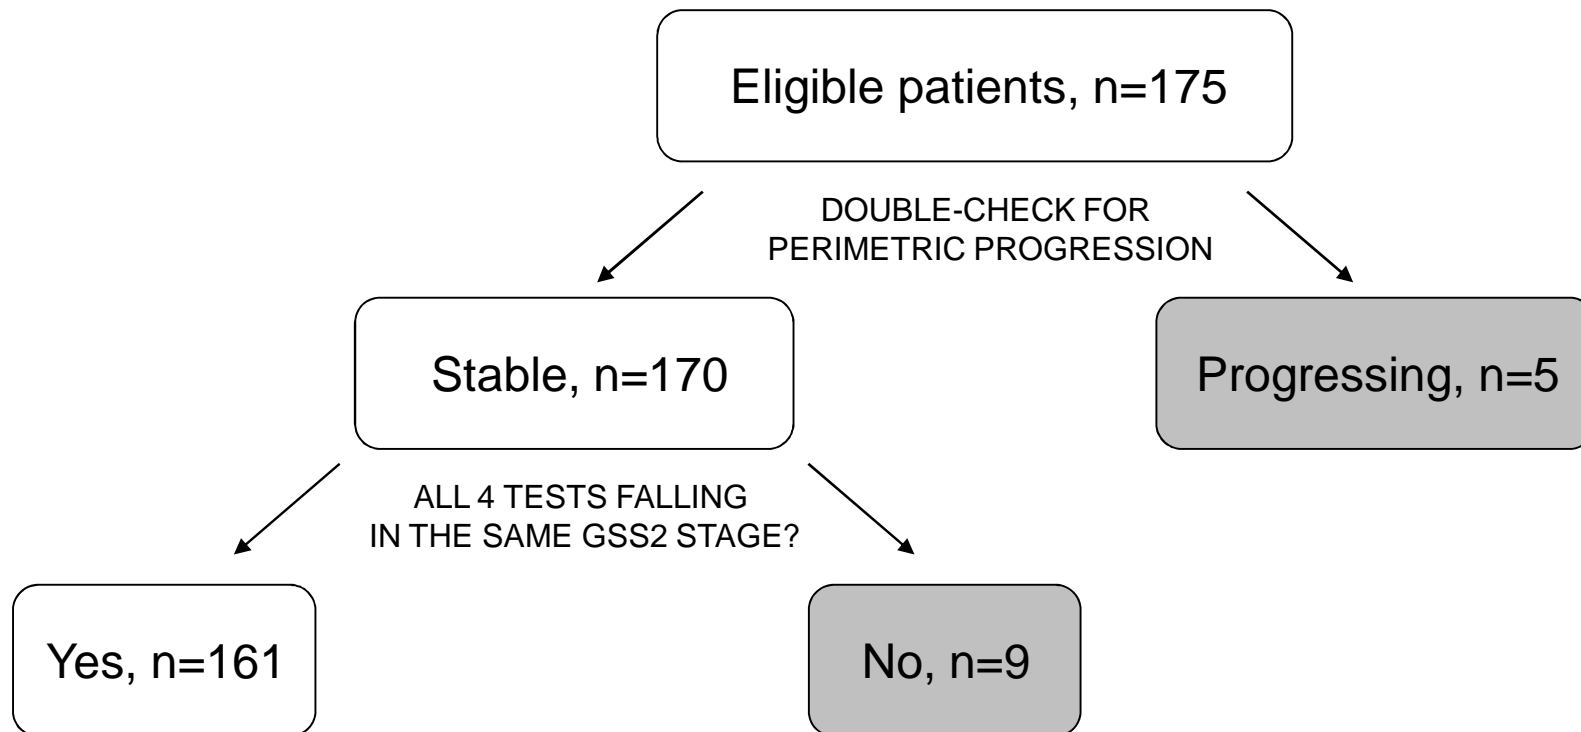 Eligible patients, n=175
DOUBLE-CHECK FOR
PERIMETRIC PROGRESSION
Stable, n=170
Progressing, n=5
ALL 4 TESTS FALLING
IN THE SAME GSS2 STAGE?
Yes, n=161
No, n=9